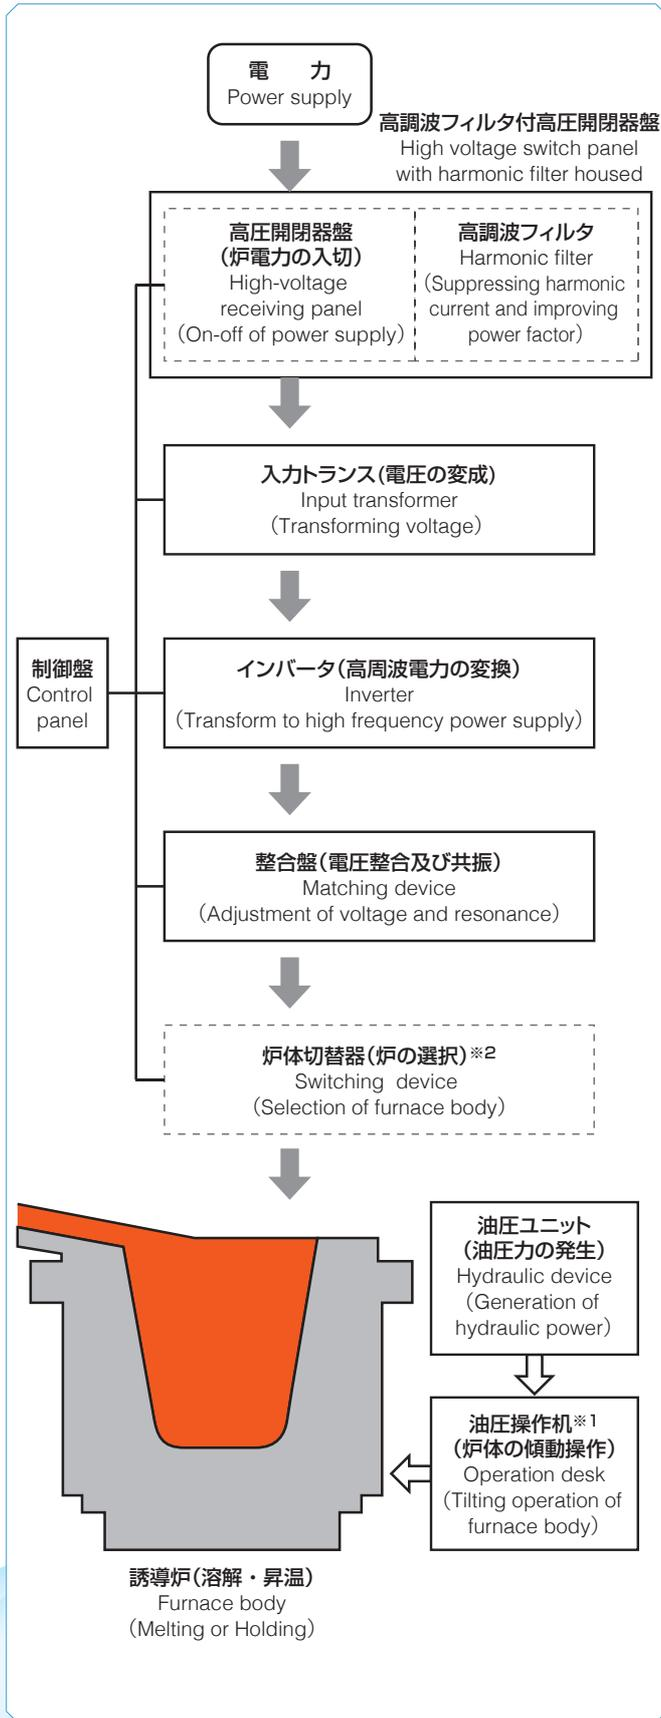 電　　力
Power supply
高調波フィルタ付高圧開閉器盤
High voltage switch panel
with harmonic filter housed
高圧開閉器盤
（炉電力の入切）
High-voltage
receiving panel
（On-off of power supply）
高調波フィルタ
Harmonic filter
（Suppressing harmonic
current and improving
power factor）
入力トランス（電圧の変成）
Input transformer
（Transforming voltage）
制御盤
Control
panel
インバータ（高周波電力の変換）
Inverter
（Transform to high frequency power supply）
整合盤（電圧整合及び共振）
Matching device
（Adjustment of voltage and resonance）
炉体切替器（炉の選択）※2
Switching device
（Selection of furnace body）
油圧ユニット
（油圧力の発生）
Hydraulic device
（Generation of
hydraulic power）
油圧操作机※1
（炉体の傾動操作）
Operation desk
（Tilting operation of
furnace body）
誘導炉（溶解・昇温）
Furnace body
（Melting or Holding）